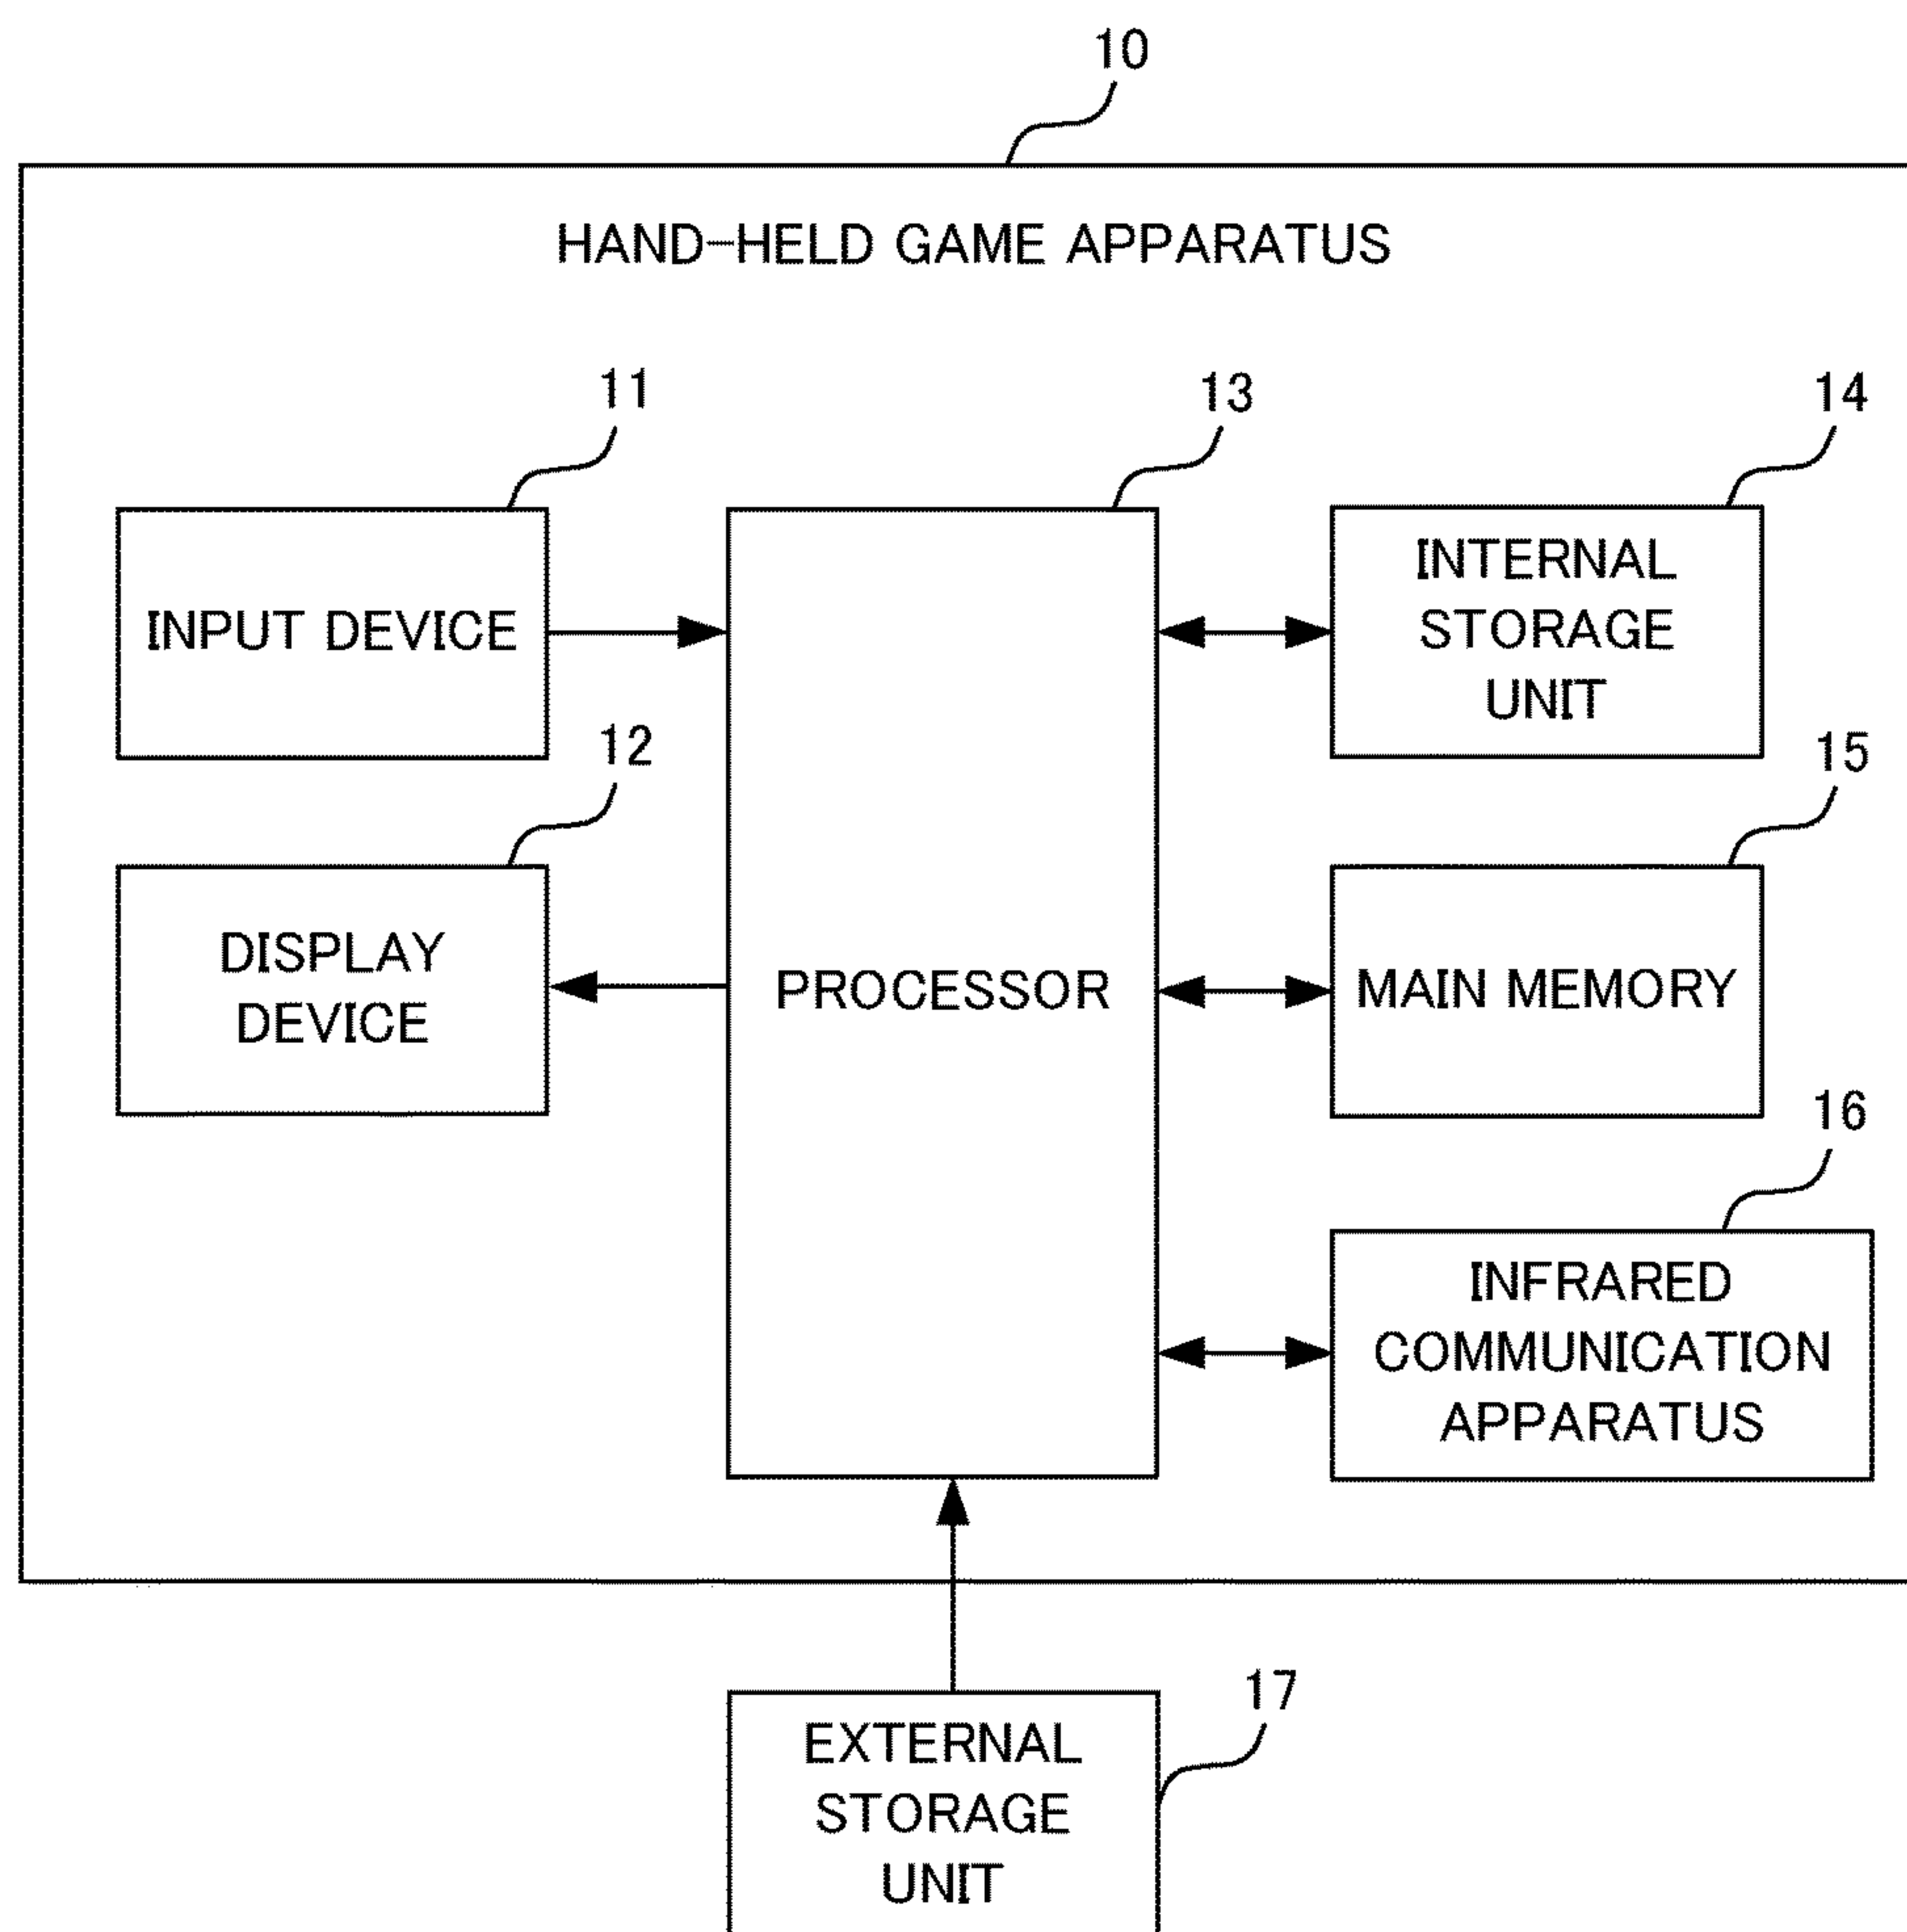 10
HAND-HELD GAME APPARATUS
11
13
14
INPUT DEVICE
INTERNAL
STORAGE
UNIT
12
15
DISPLAY
DEVICE
PROCESSOR
MAIN MEMORY
16
INFRARED
COMMUNICATION
APPARATUS
17
EXTERNAL
STORAGE
UNIT